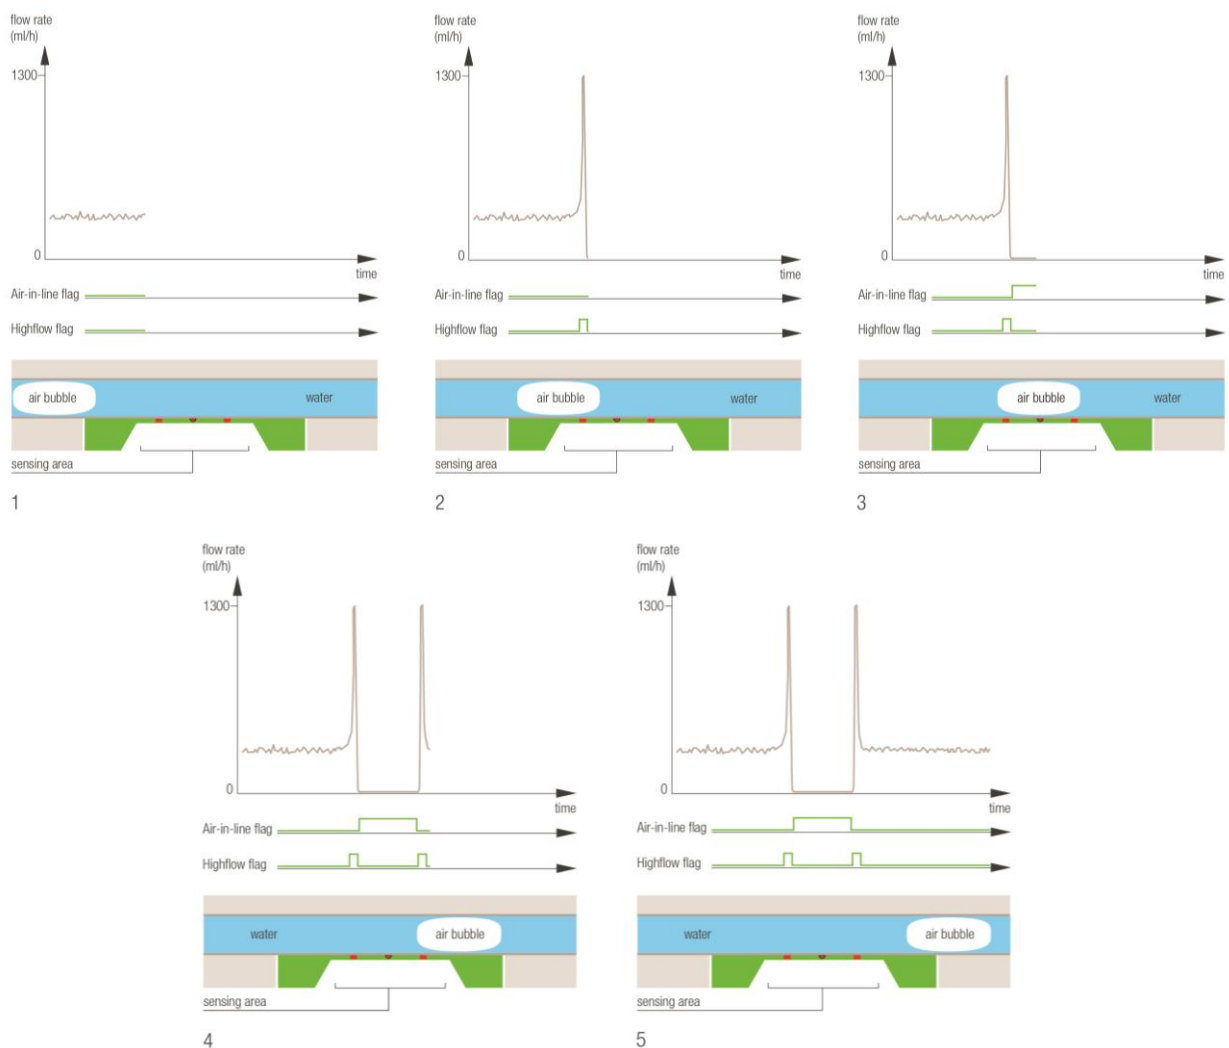 flow rate
(ml/h)
1300
0
time
Air-in-line flag
Highflow flag
air bubble
water
sensing area
1
flow rate
(ml/h)
1300
0
time
Air-in-line flag
Highflow flag
air bubble
water
sensing area
2
flow rate
(ml/h)
1300
0
time
Air-in-line flag
Highflow flag
air bubble
water
sensing area
3
flow rate
(ml/h)
1300
0
time
Air-in-line flag
Highflow flag
water
air bubble
sensing area
4
flow rate
(ml/h)
1300
0
time
Air-in-line flag
Highflow flag
water
air bubble
sensing area
5